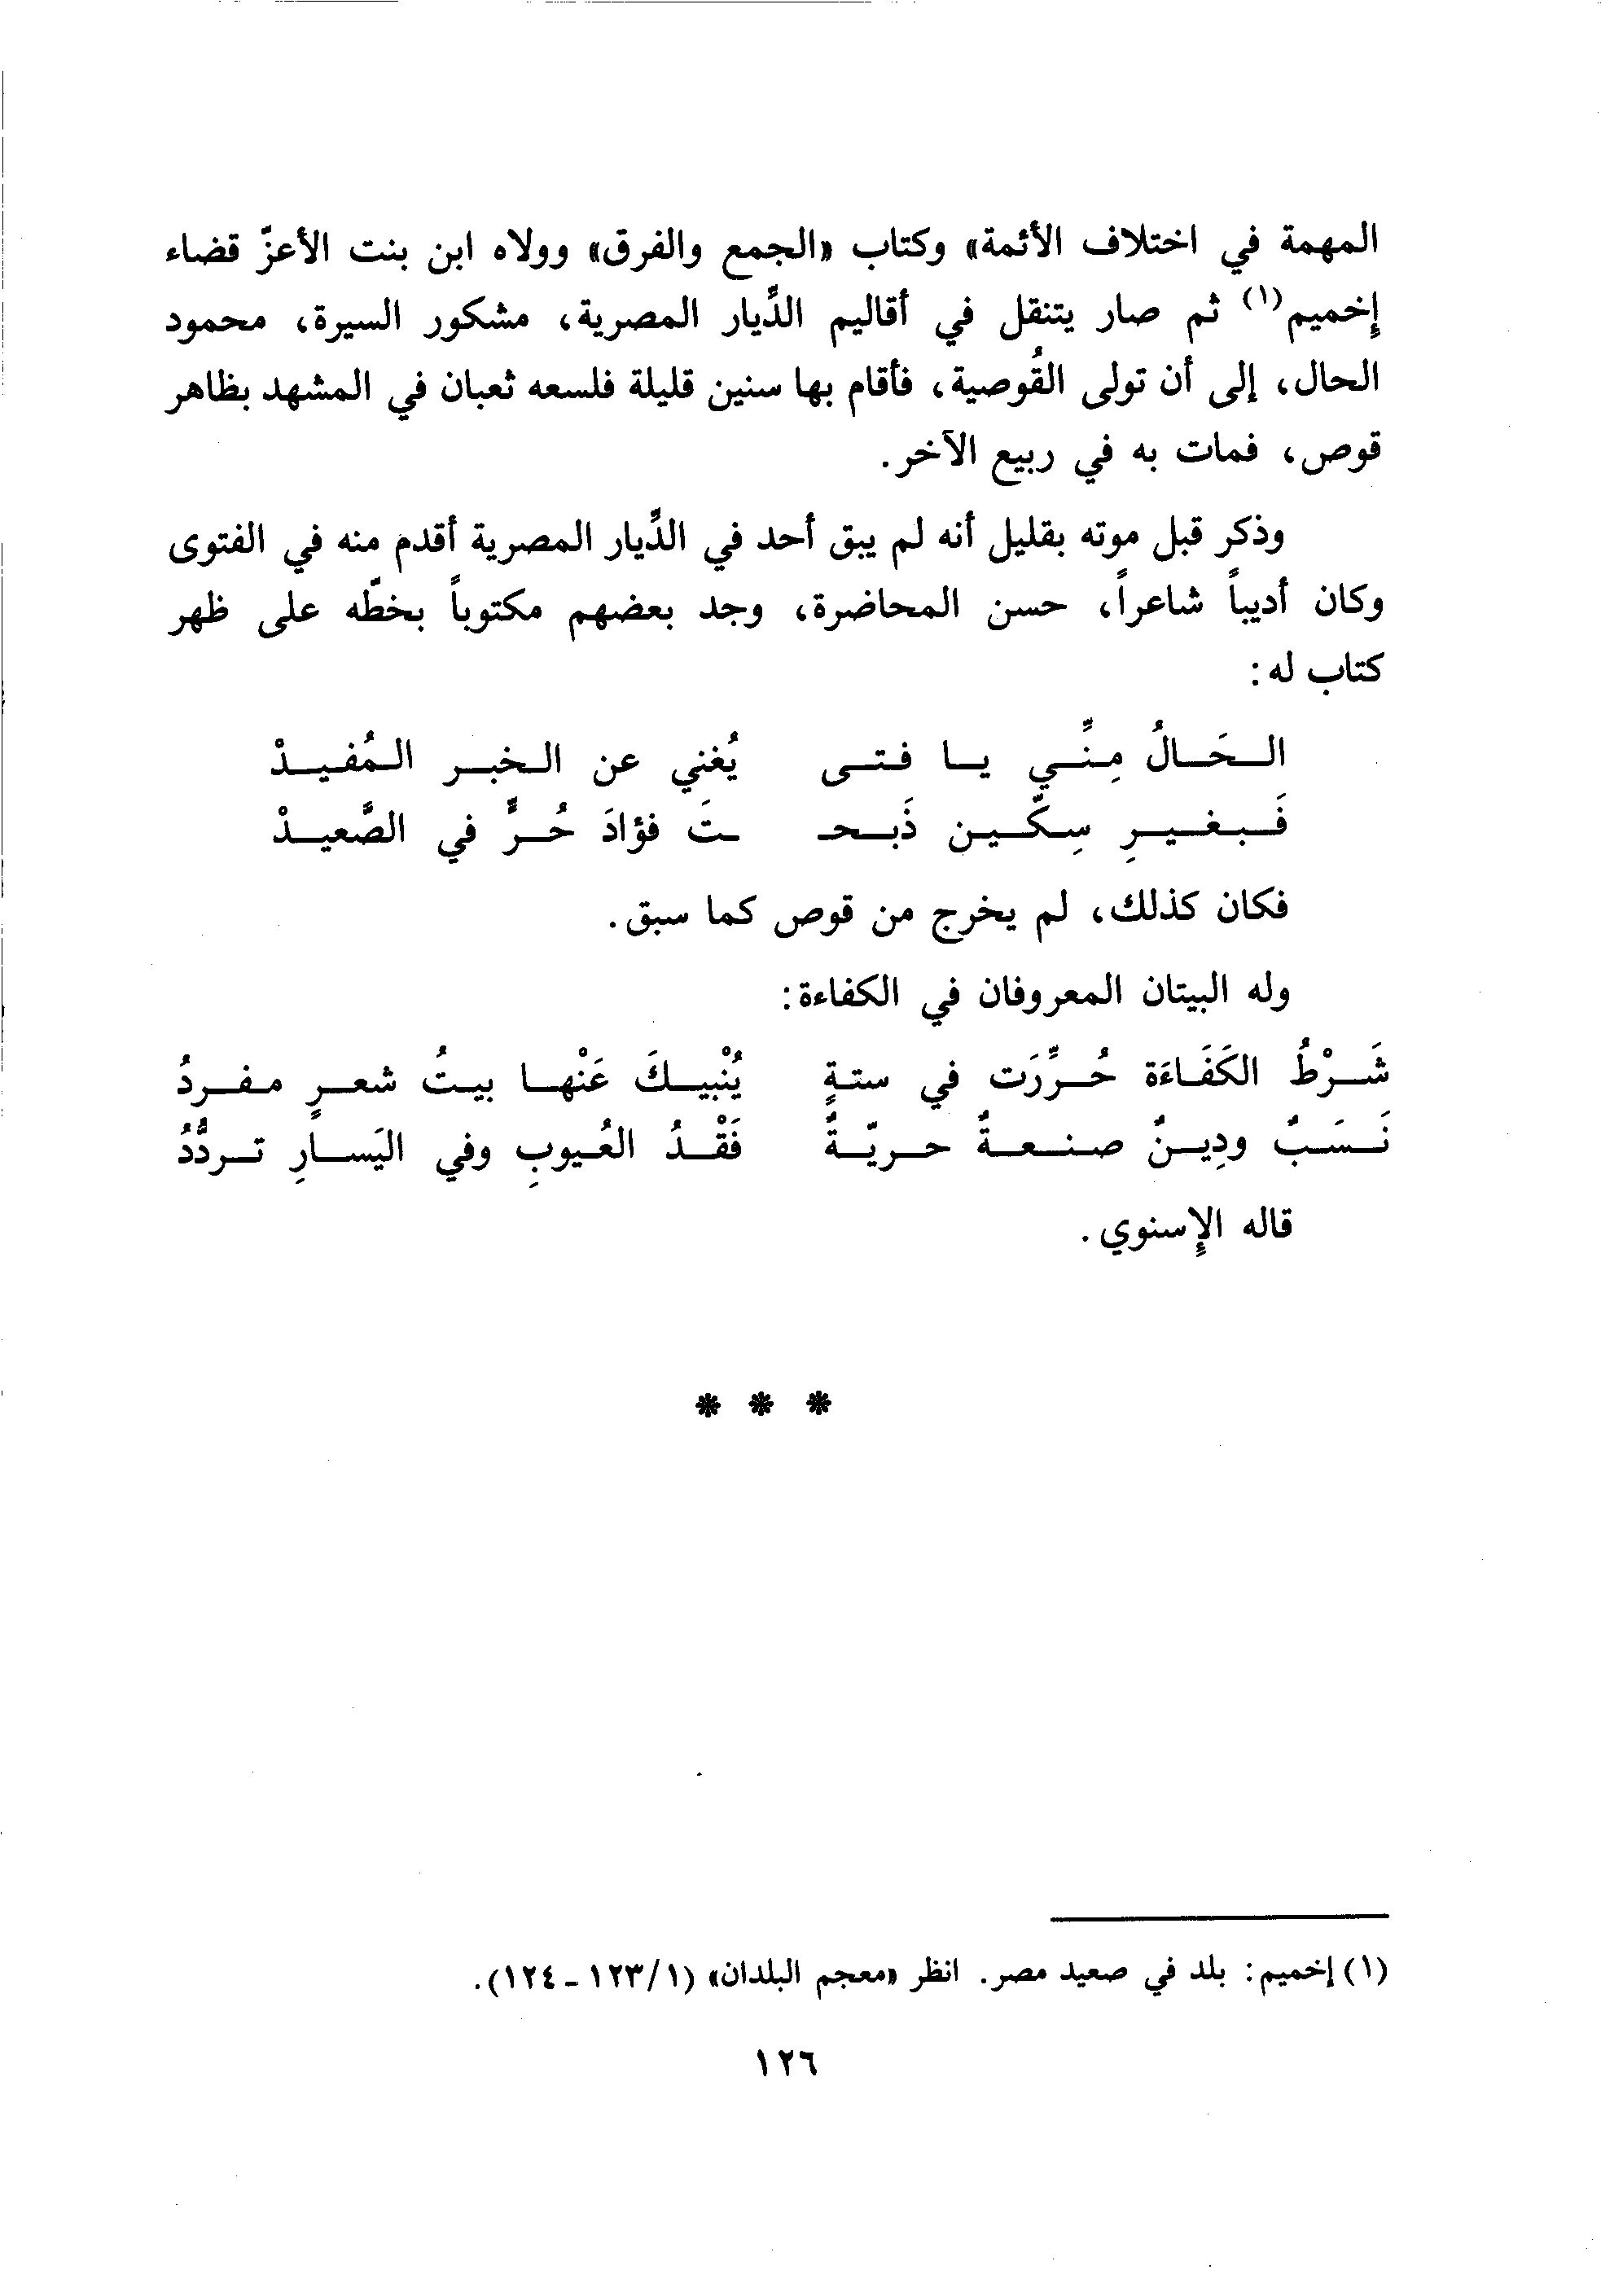 المهمة في اختلاف الأئمة» وكتاب «الجمع والفرق» وولاه ابن بنت الأعزّ قضاء
إخميم(١) ثم صار يتنقل في أقاليم الدِّيار المصرية، مشكور السيرة، محمود
الحال، إلى أن تولى القُوصية، فأقام بها سنين قليلة فلسعه ثعبان في المشهد بظاهر
قوص، فمات به في ربيع الآخر.
وذكر قبل موته بقليل أنه لم يبق أحد في الدِّيار المصرية أقدم منه في الفتوى
وكان أديباً شاعراً، حسن المحاضرة، وجد بعضهم مكتوباً بخطّه على ظهر
كتاب له:
الـحَـالُ مِنِّـي يـا فـتـى يُغني عن الـخبـر الـمُفيـدْ
فَـبـغـيـرِ سِـكّـيـن ذَبـحـ ـتَ فؤادَ حُـرٍّ في الصَّعيـدْ
فكان كذلك، لم يخرج من قوص كما سبق.
وله البيتان المعروفان في الكفاءة:
شَـرْطُ الكَفَـاءَة حُـرِّرَت في ستـةٍ يُنْبيـكَ عَنْهـا بيـتُ شعـرٍ مـفـردُ
نَـسَـبٌ ودِيـنٌ صـنـعـةٌ حـريّـةٌ فَقْـدُ العُـيوبِ وفي اليَسـارِ تـردُّدُ
قاله الإسنوي.
* * *
(١) إخميم: بلد في صعيد مصر. انظر «معجم البلدان» (١/١٢٣ ـ ١٢٤).
١٢٦